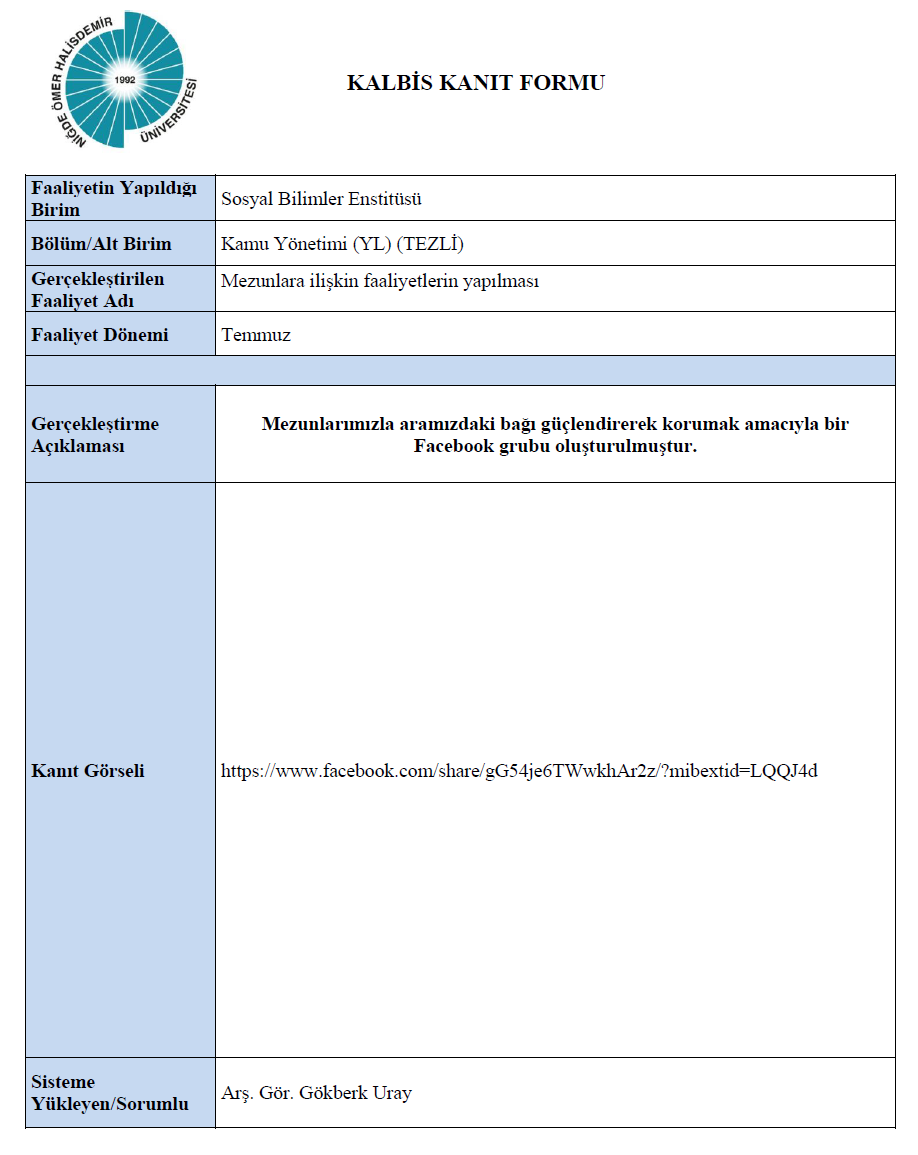 NİĞDE ÖMER HALİSDEMİR
ÜNİVERSİTESİ
1992
KALBİS KANIT FORMU
Faaliyetin Yapıldığı
Birim
Sosyal Bilimler Enstitüsü
Bölüm/Alt Birim
Kamu Yönetimi (YL) (TEZLİ)
Gerçekleştirilen
Faaliyet Adı
Mezunlara ilişkin faaliyetlerin yapılması
Faaliyet Dönemi
Temmuz
Gerçekleştirme
Açıklaması
Mezunlarımızla aramızdaki bağı güçlendirerek korumak amacıyla bir
Facebook grubu oluşturulmuştur.
Kanıt Görseli
https://www.facebook.com/share/gG54je6TWwkhAr2z/?mibextid=LQQJ4d
Sisteme
Yükleyen/Sorumlu
Arş. Gör. Gökberk Uray